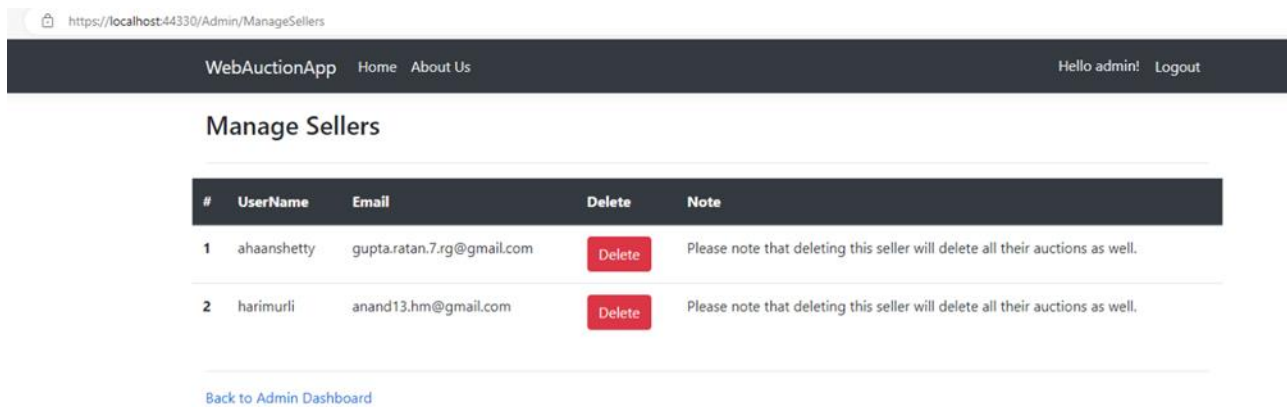 https://localhost:44330/Admin/ManageSellers
WebAuctionApp Home About Us Hello admin! Logout
Manage Sellers
# UserName Email Delete Note
1 ahaanshetty gupta.ratan.7.rg@gmail.com Delete Please note that deleting this seller will delete all their auctions as well.
2 harimurli anand13.hm@gmail.com Delete Please note that deleting this seller will delete all their auctions as well.
Back to Admin Dashboard